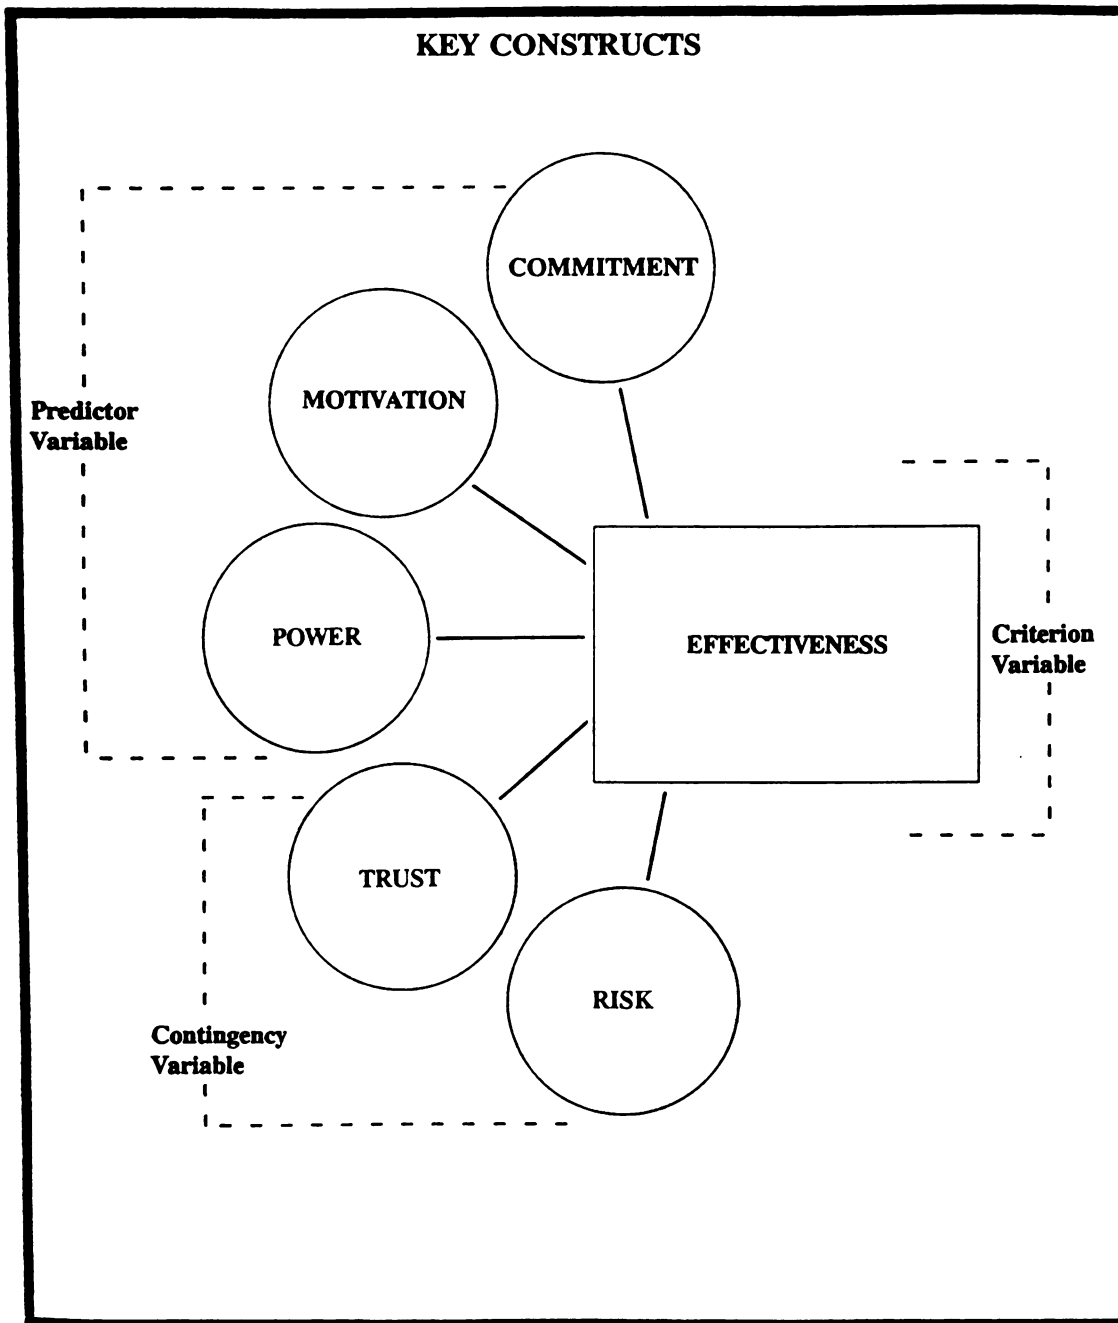 KEY CONSTRUCTS
COMMITMENT
MOTIVATION
Predictor
Variable
POWER
EFFECTIVENESS
Criterion
Variable
TRUST
RISK
Contingency
Variable